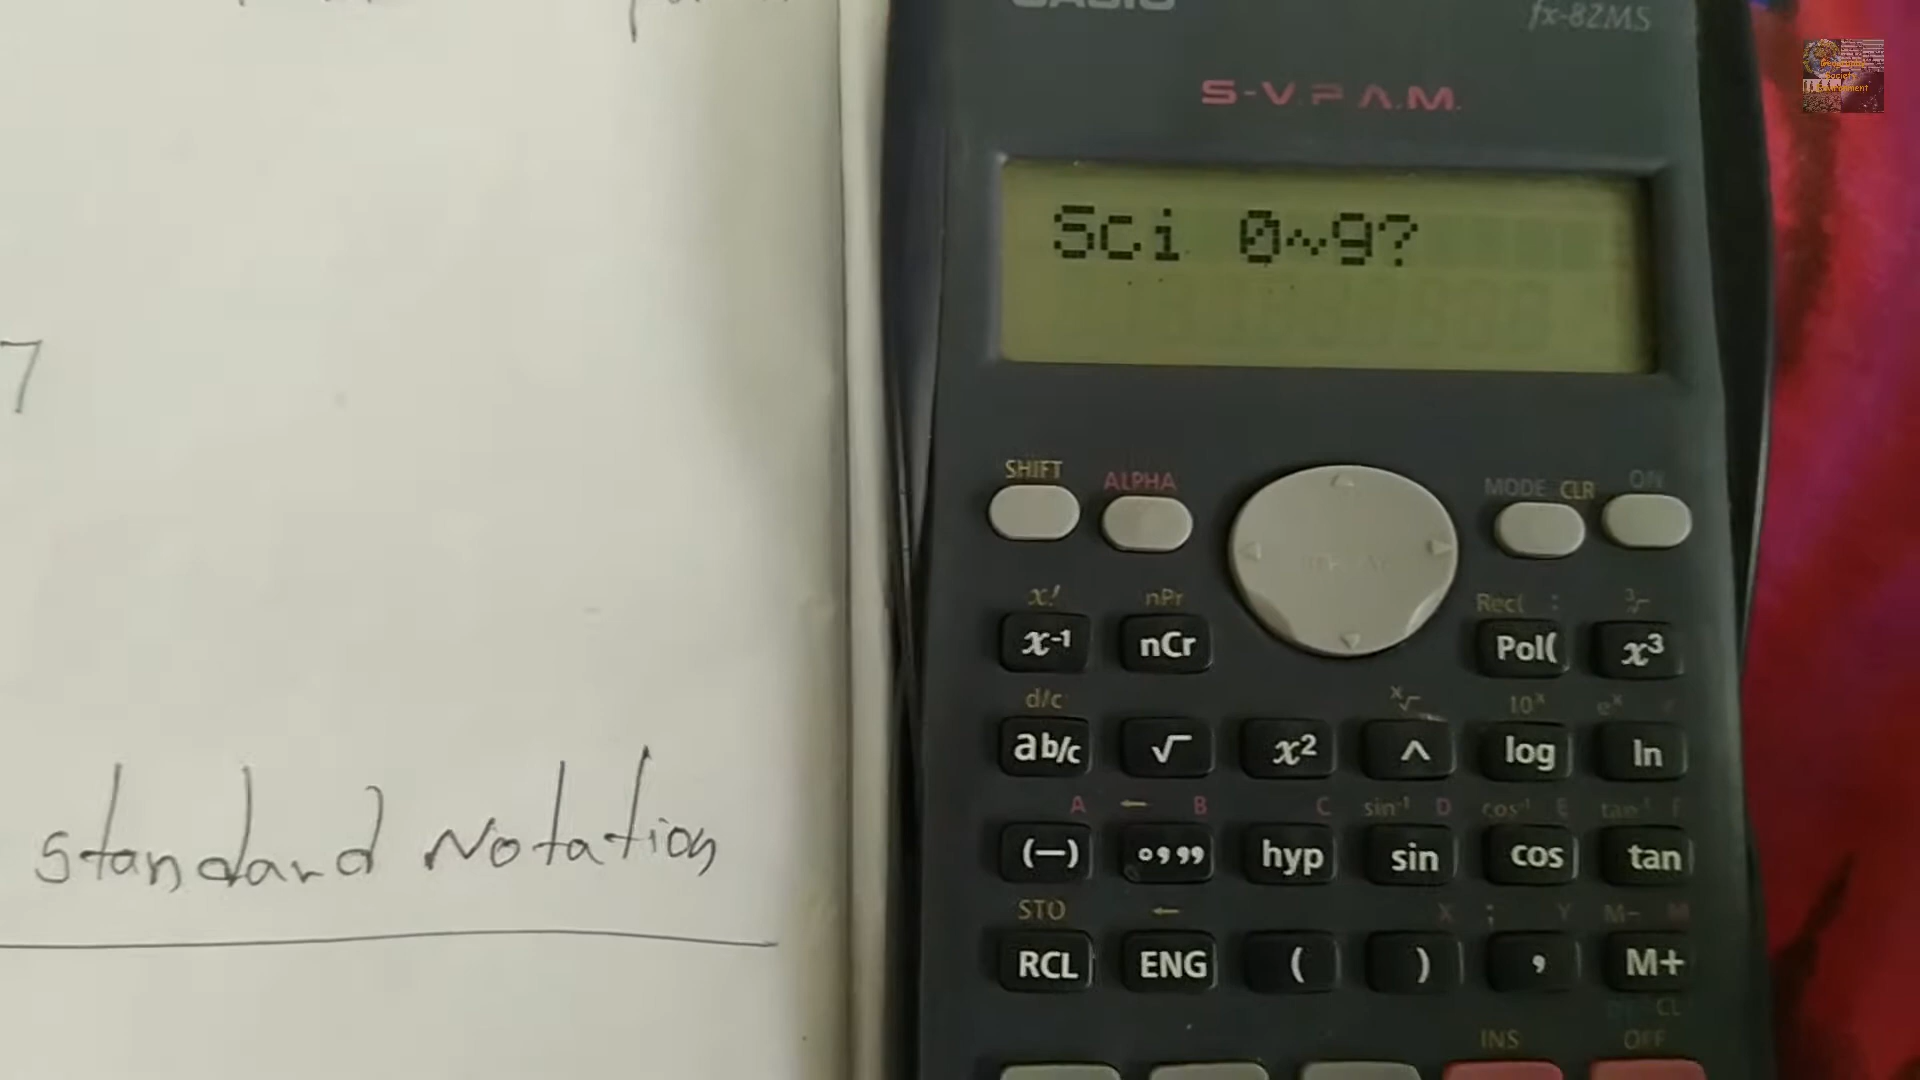 CASIO
fx-82MS
S-V.P.A.M.
Sci 0~9?
7
SHIFT ALPHA MODE CLR ON
x! nPr Rec( : ³√
x-1 nCr Pol( x³
d/c ˣ√ 10ˣ eˣ
ab/c √ x² ^ log ln
standard Notation
A ← B C sin-1 D cos-1 E tan-1 F
(—) °,,, hyp sin cos tan
STO ← X ; Y M- M
RCL ENG ( ) , M+
CL
INS OFF